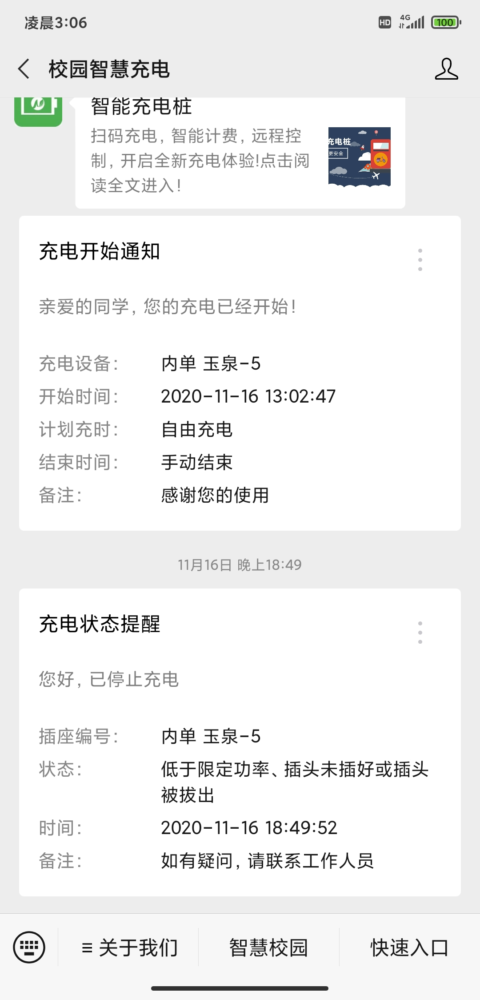 凌晨3:06
HD 4G 100
校园智慧充电
智能充电桩
扫码充电, 智能计费, 远程控
制, 开启全新充电体验!点击阅
读全文进入!
充电桩
更安全
充电开始通知
亲爱的同学, 您的充电已经开始!
充电设备: 内单 玉泉-5
开始时间: 2020-11-16 13:02:47
计划充时: 自由充电
结束时间: 手动结束
备注: 感谢您的使用
11月16日 晚上18:49
充电状态提醒
您好, 已停止充电
插座编号: 内单 玉泉-5
状态: 低于限定功率、插头未插好或插头
被拔出
时间: 2020-11-16 18:49:52
备注: 如有疑问, 请联系工作人员
关于我们 智慧校园 快速入口